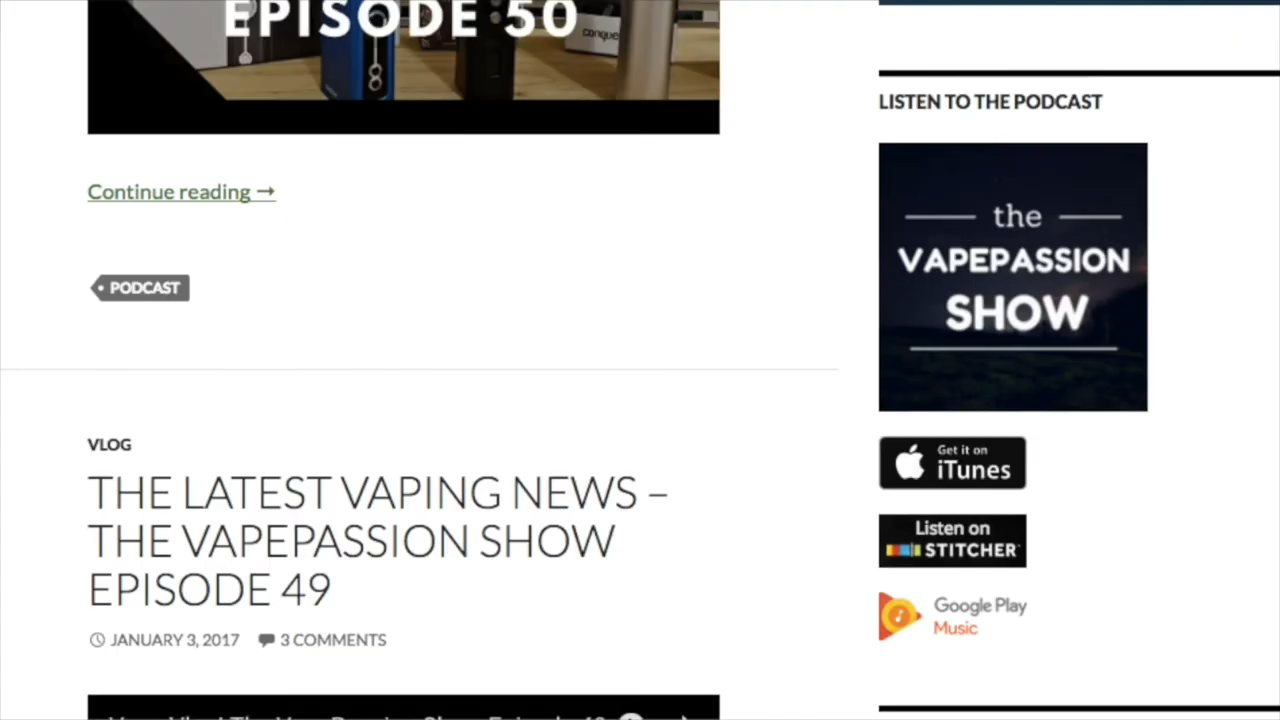 EPISODE 50
conque
Continue reading →
PODCAST
VLOG
THE LATEST VAPING NEWS –
THE VAPEPASSION SHOW
EPISODE 49
JANUARY 3, 2017 3 COMMENTS
LISTEN TO THE PODCAST
the
VAPEPASSION
SHOW
Get it on
iTunes
Listen on
STITCHER
Google Play
Music